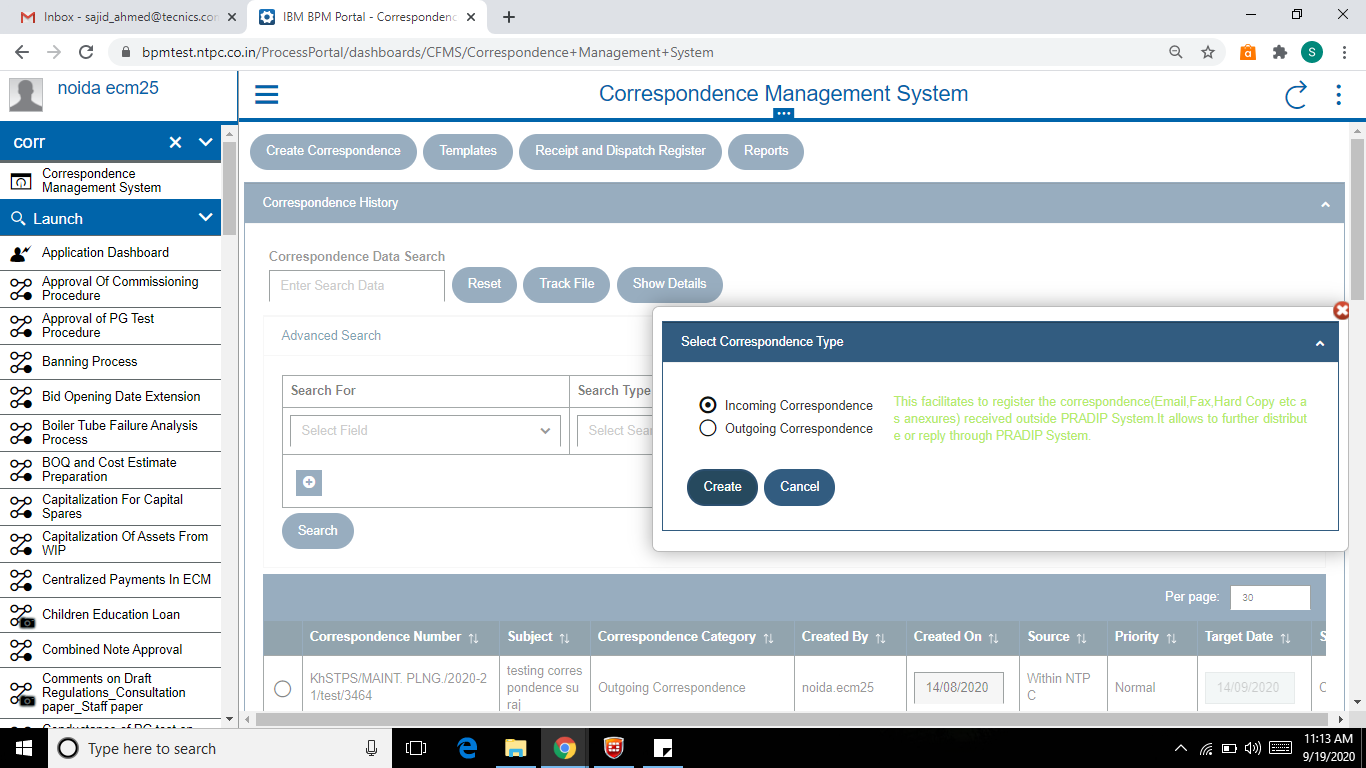 Inbox - sajid_ahmed@tecnics.con
IBM BPM Portal - Correspondenc
bpmtest.ntpc.co.in/ProcessPortal/dashboards/CFMS/Correspondence+Management+System
S
noida ecm25
Correspondence Management System
corr
Correspondence
Management System
Launch
Application Dashboard
Approval Of Commissioning
Procedure
Approval of PG Test
Procedure
Banning Process
Bid Opening Date Extension
Boiler Tube Failure Analysis
Process
BOQ and Cost Estimate
Preparation
Capitalization For Capital
Spares
Capitalization Of Assets From
WIP
Centralized Payments In ECM
Children Education Loan
Combined Note Approval
Comments on Draft
Regulations_Consultation
paper_Staff paper
Create Correspondence
Templates
Receipt and Dispatch Register
Reports
Correspondence History
Correspondence Data Search
Enter Search Data
Reset
Track File
Show Details
Advanced Search
Search For
Search Type
Select Field
Select Sear
Search
Select Correspondence Type
Incoming Correspondence
Outgoing Correspondence
This facilitates to register the correspondence(Email,Fax,Hard Copy etc a
s anexures) received outside PRADIP System.It allows to further distribut
e or reply through PRADIP System.
Create
Cancel
Per page:
30
Correspondence Number
Subject
Correspondence Category
Created By
Created On
Source
Priority
Target Date
S
KhSTPS/MAINT. PLNG./2020-2
1/test/3464
testing corres
pondence su
raj
Outgoing Correspondence
noida.ecm25
14/08/2020
Within NTP
C
Normal
14/09/2020
Type here to search
11:13 AM
9/19/2020